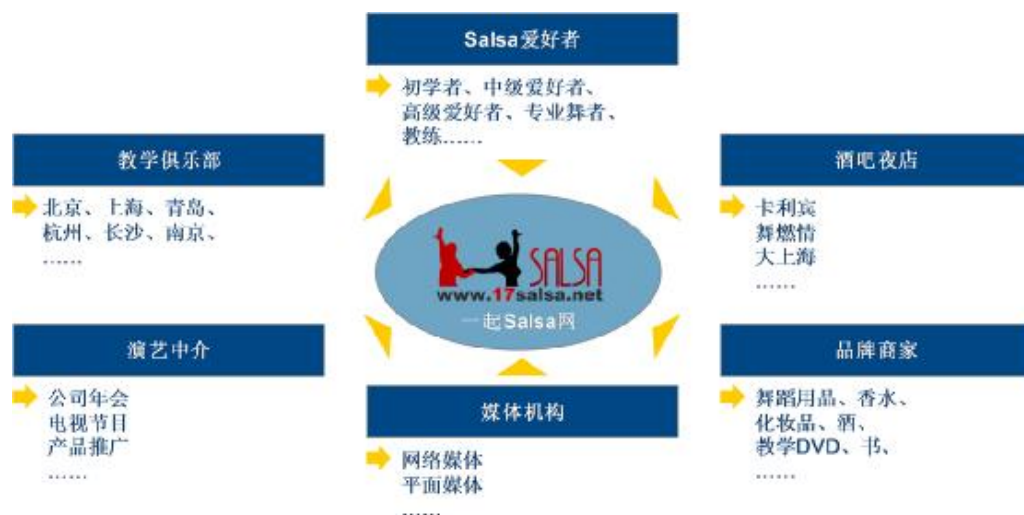 Salsa爱好者
初学者、中级爱好者、
高级爱好者、专业舞者、
教练......
教学俱乐部
北京、上海、青岛、
杭州、长沙、南京、
......
酒吧夜店
卡利宾
舞燃情
大上海
......
SALSA
www.17salsa.net
一起Salsa网
演艺中介
公司年会
电视节目
产品推广
......
媒体机构
网络媒体
平面媒体
......
品牌商家
舞蹈用品、香水、
化妆品、酒、
教学DVD、书、
......